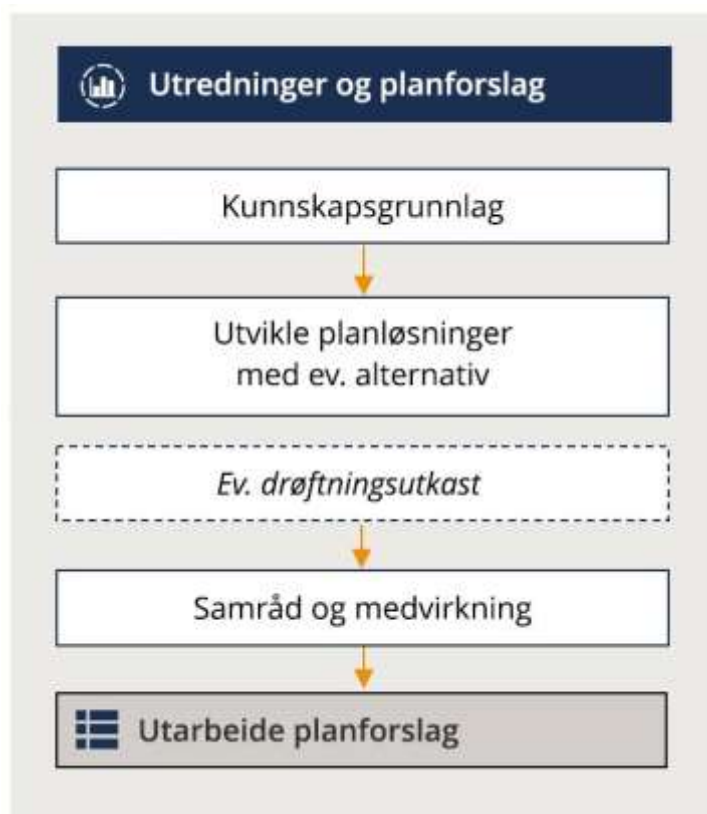 Utredninger og planforslag
Kunnskapsgrunnlag
Utvikle planløsninger
med ev. alternativ
Ev. drøftningsutkast
Samråd og medvirkning
Utarbeide planforslag